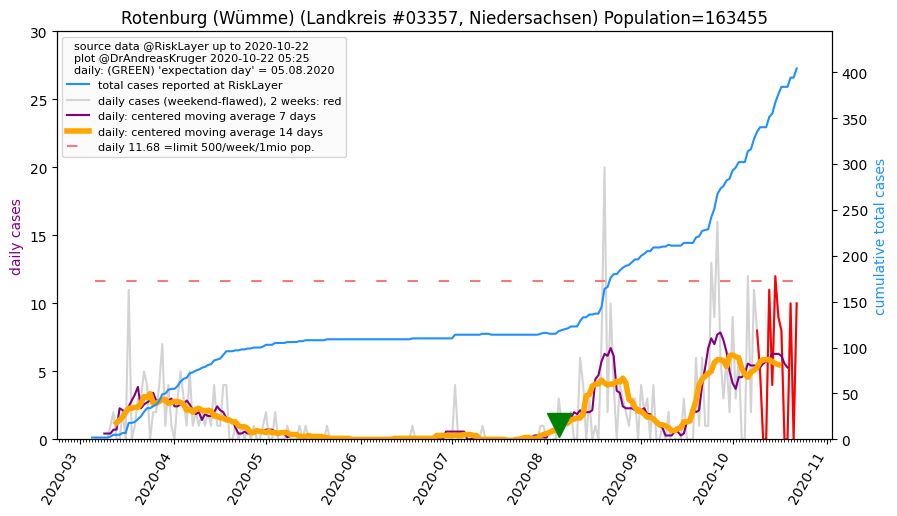 Rotenburg (Wümme) (Landkreis #03357, Niedersachsen) Population=163455
source data @RiskLayer up to 2020-10-22
plot @DrAndreasKruger 2020-10-22 05:25
daily: (GREEN) 'expectation day' = 05.08.2020
total cases reported at RiskLayer
daily cases (weekend-flawed), 2 weeks: red
daily: centered moving average 7 days
daily: centered moving average 14 days
daily 11.68 =limit 500/week/1mio pop.
daily cases
30
25
20
15
10
5
0
cumulative total cases
400
350
300
250
200
150
100
50
0
2020-03
2020-04
2020-05
2020-06
2020-07
2020-08
2020-09
2020-10
2020-11